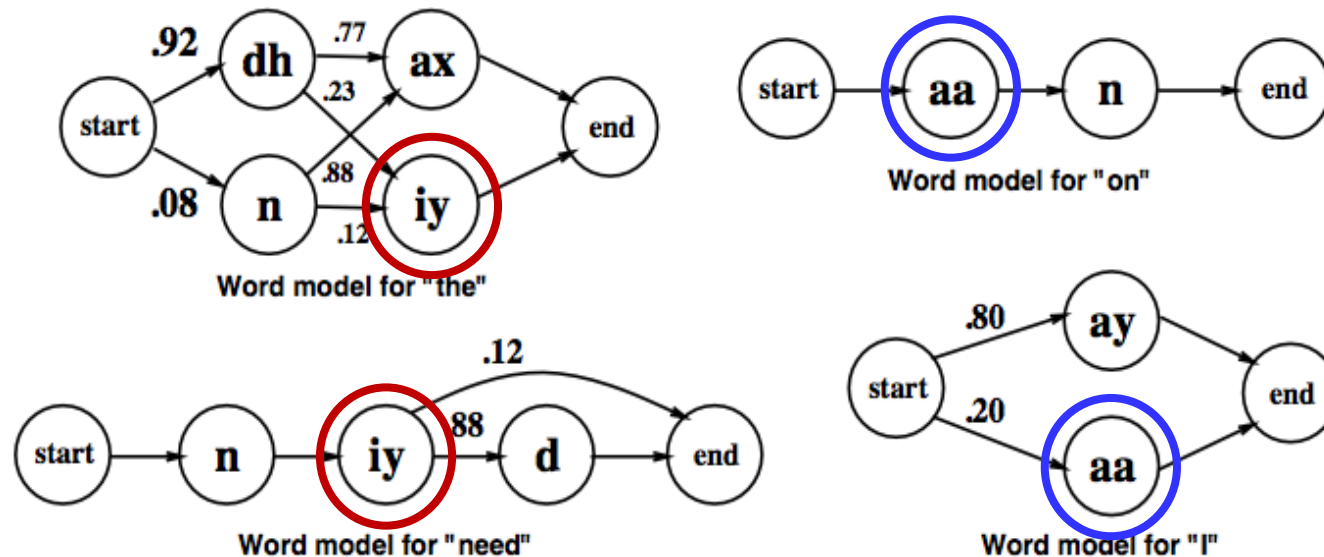 .92
dh
.77
ax
start
.23
end
.08
n
.88
iy
.12
Word model for "the"
start
aa
n
end
Word model for "on"
start
n
iy
.12
.88
d
end
Word model for "need"
start
.80
ay
.20
aa
end
Word model for "I"